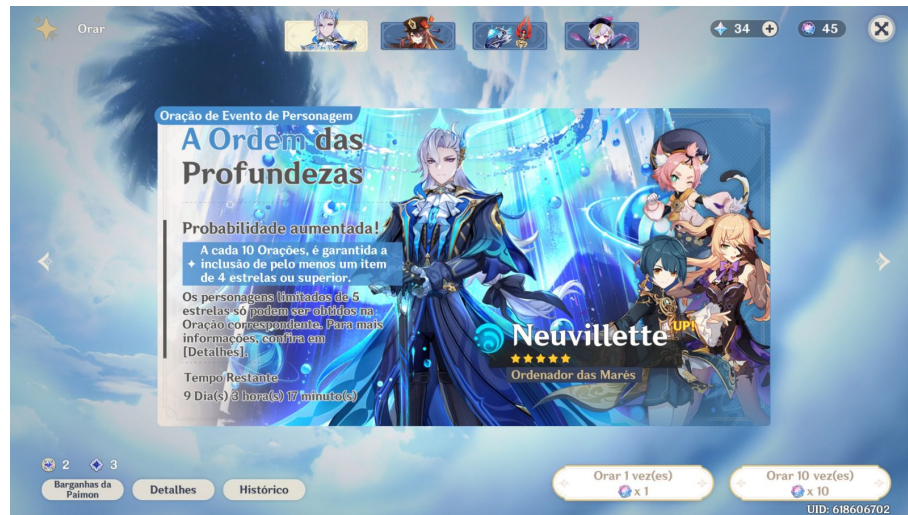 Orar
34
45
Oração de Evento de Personagem
A Ordem das
Profundezas
Probabilidade aumentada!
A cada 10 Orações, é garantida a
inclusão de pelo menos um item
de 4 estrelas ou superior.
Os personagens limitados de 5
estrelas só podem ser obtidos na
Oração correspondente. Para mais
informações, confira em
[Detalhes].
Tempo Restante
9 Dia(s) 3 hora(s) 17 minuto(s)
Neuvillette
UP!
Ordenador das Marés
2
3
Barganhas da
Paimon
Detalhes
Histórico
Orar 1 vez(es)
x 1
Orar 10 vez(es)
x 10
UID: 618606702